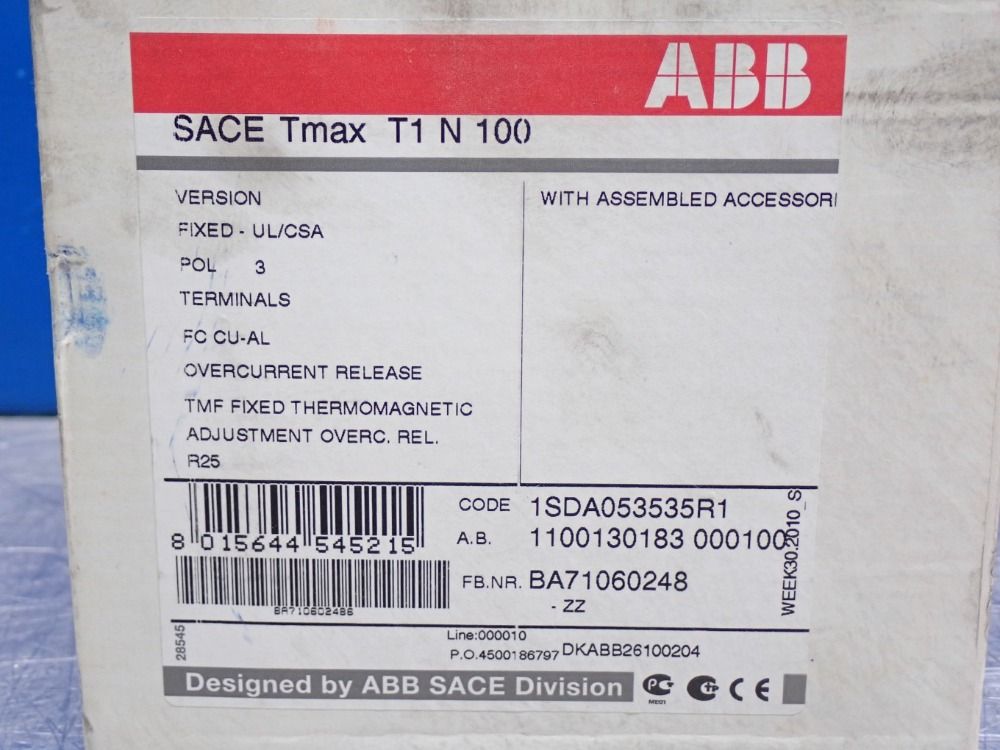 ABB
SACE Tmax T1 N 100
VERSION
FIXED - UL/CSA
POL 3
TERMINALS
FC CU-AL
OVERCURRENT RELEASE
TMF FIXED THERMOMAGNETIC
ADJUSTMENT OVERC. REL.
R25
WITH ASSEMBLED ACCESSORI
8 015644 545215
BA710602486
CODE 1SDA053535R1
A.B. 1100130183 000100
FB.NR. BA71060248
- ZZ
WEEK30.2010_S
28545
Line:000010
P.O.4500186797 DKABB26100204
Designed by ABB SACE Division
ME01
CE